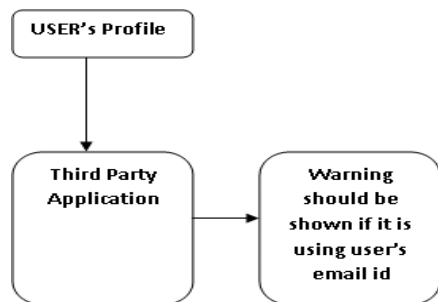 USER's Profile
Third Party
Application
Warning
should be
shown if it is
using user's
email id